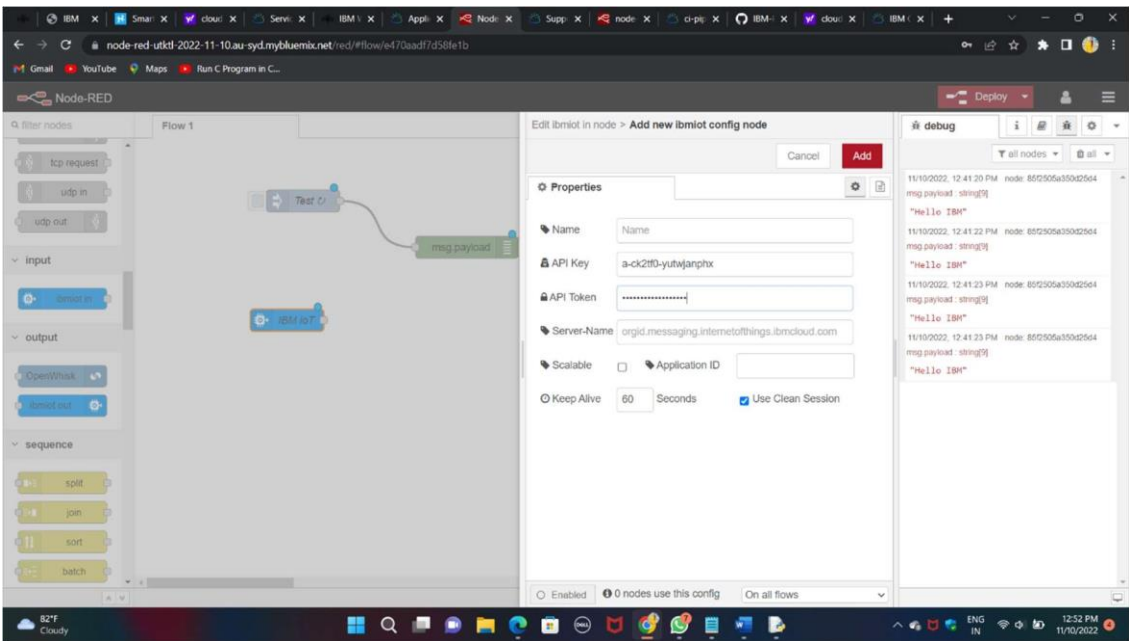 IBM
Smar
cloud
Servic
IBM
Appli
Node
Supp
node
ci-pip
IBM-
cloud
IBM
node-red-utktl-2022-11-10.au-syd.mybluemix.net/red/#flow/e470aadf7d58fe1b
Gmail YouTube Maps Run C Program in C...
Node-RED
Deploy
filter nodes
Flow 1
tcp request
udp in
udp out
input
ibmiot in
output
OpenWhisk
ibmiot out
sequence
split
join
sort
batch
Test
msg.payload
IBM IoT
Edit ibmiot in node > Add new ibmiot config node
Cancel Add
Properties
Name Name
API Key a-ck2tf0-yutwjanphx
API Token ••••••••••••••••••
Server-Name orgid.messaging.internetofthings.ibmcloud.com
Scalable Application ID
Keep Alive 60 Seconds Use Clean Session
Enabled 0 nodes use this config On all flows
debug
all nodes all
11/10/2022, 12:41:20 PM node: 85f2505a350d26d4
msg.payload : string[9]
"Hello IBM"
11/10/2022, 12:41:22 PM node: 85f2505a350d26d4
msg.payload : string[9]
"Hello IBM"
11/10/2022, 12:41:23 PM node: 85f2505a350d26d4
msg.payload : string[9]
"Hello IBM"
11/10/2022, 12:41:23 PM node: 85f2505a350d26d4
msg.payload : string[9]
"Hello IBM"
82°F
Cloudy
DELL
ENG
IN
12:52 PM
11/10/2022